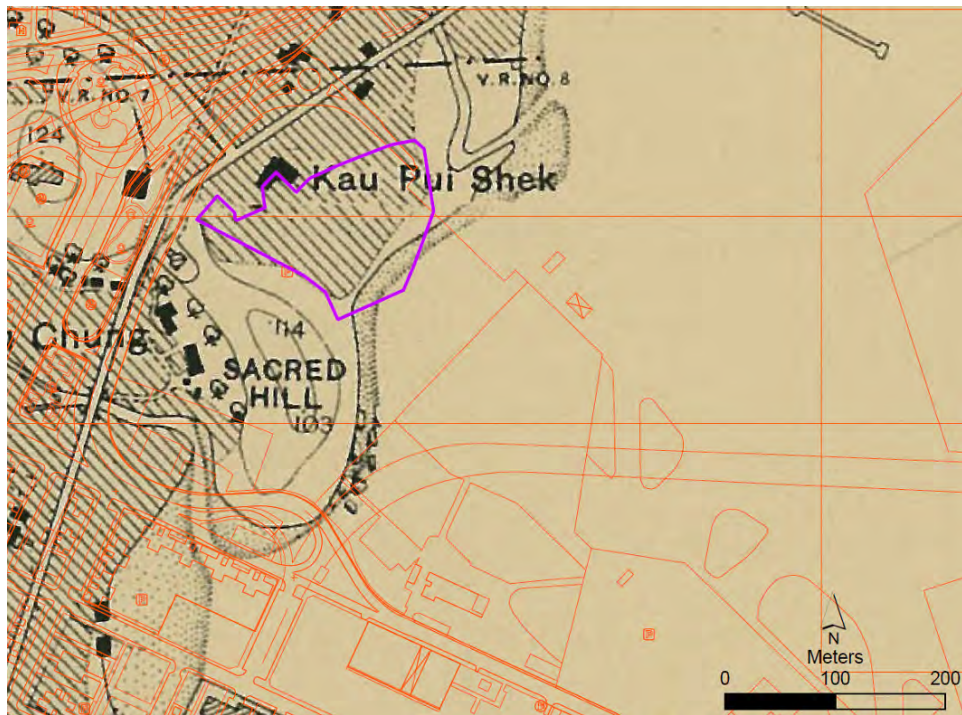 V.R. NO. 8
V.R. NO. 7
124
Kau Pui Shek
114
Chung
SACRED
HILL
103
N
Meters
0 100 200